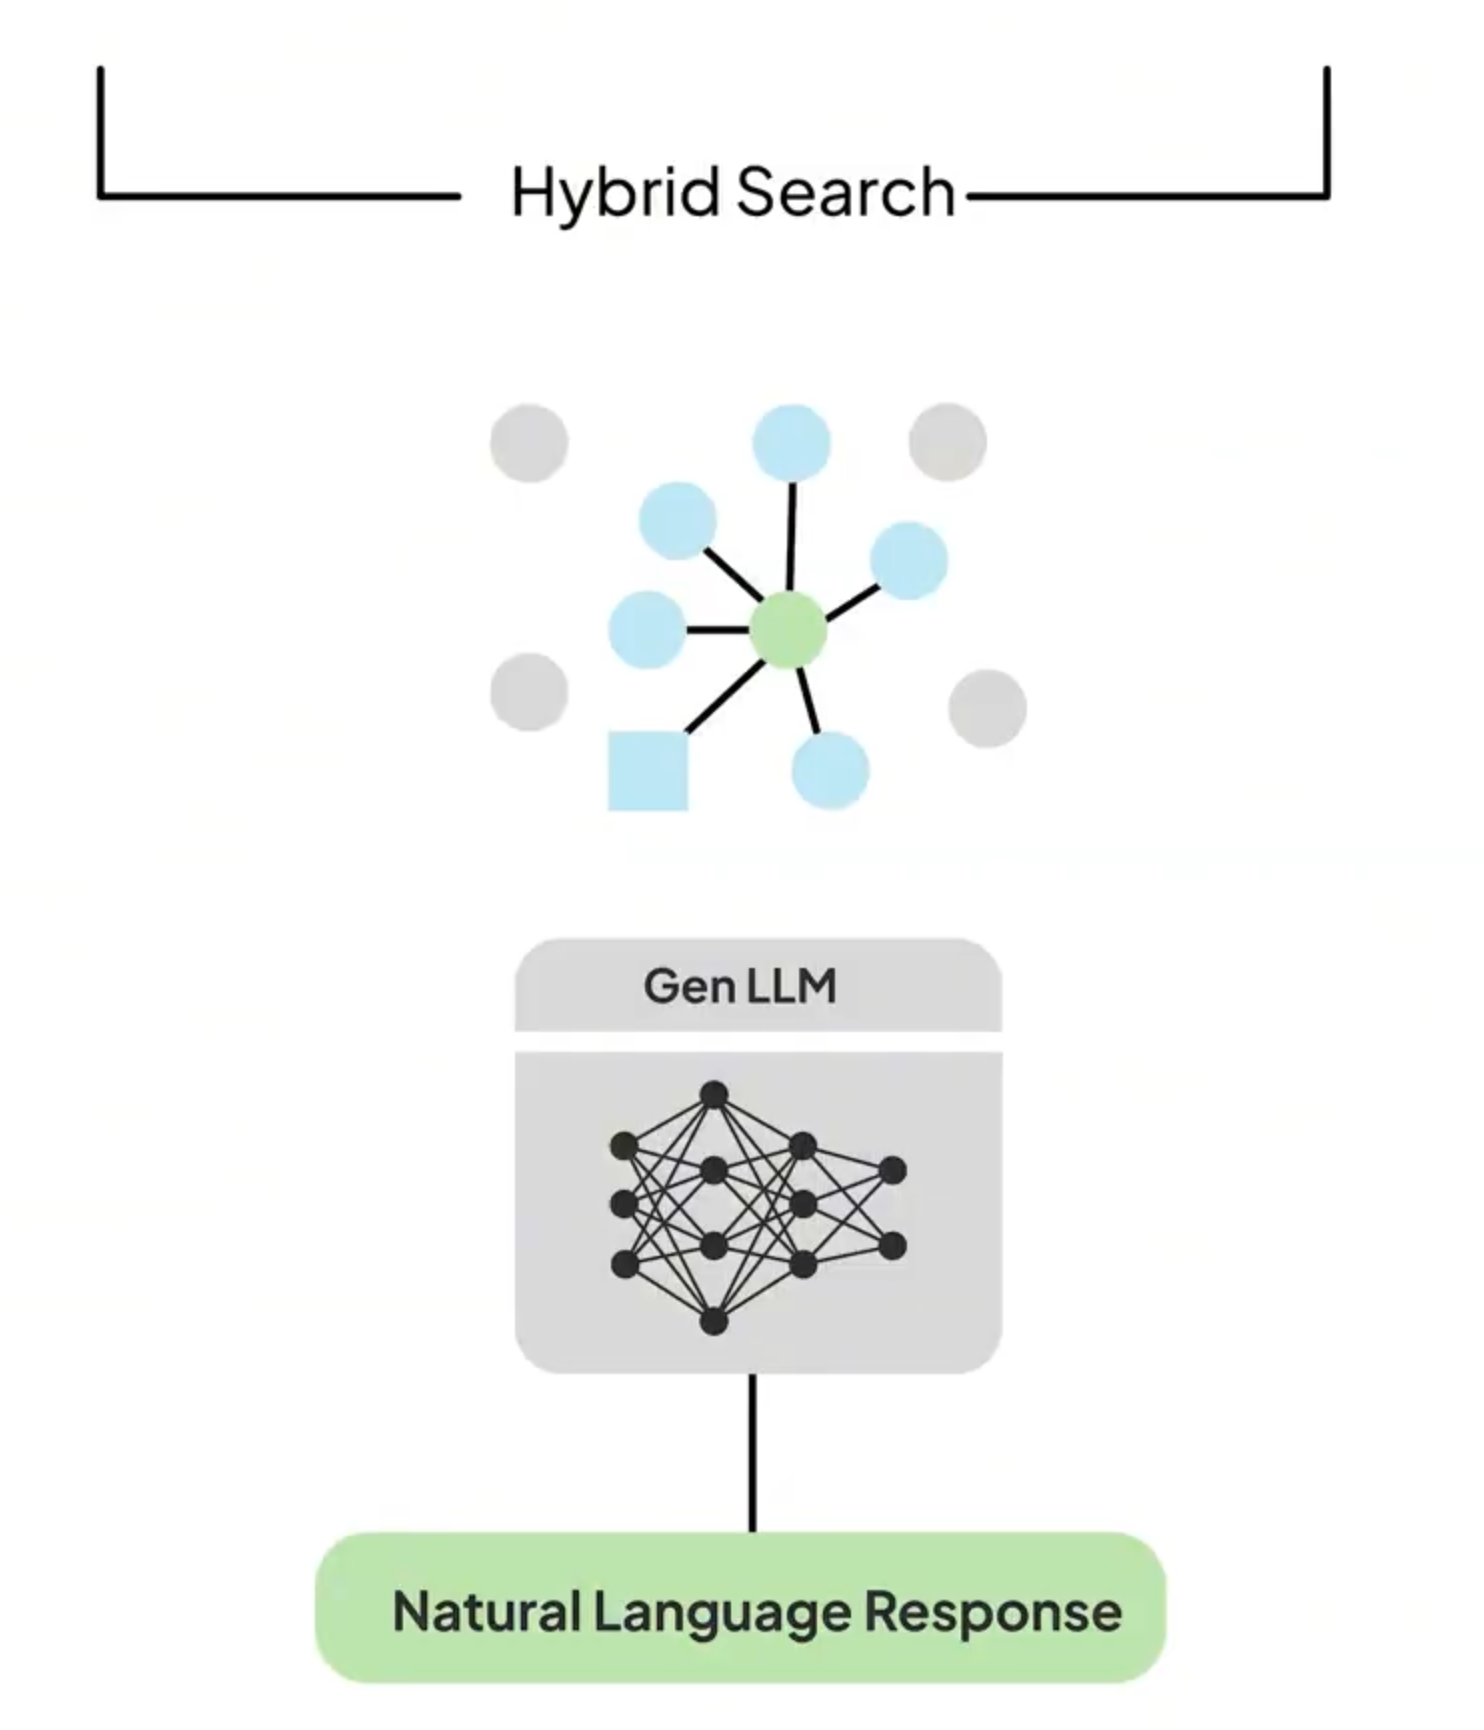 Hybrid Search
Gen LLM
Natural Language Response